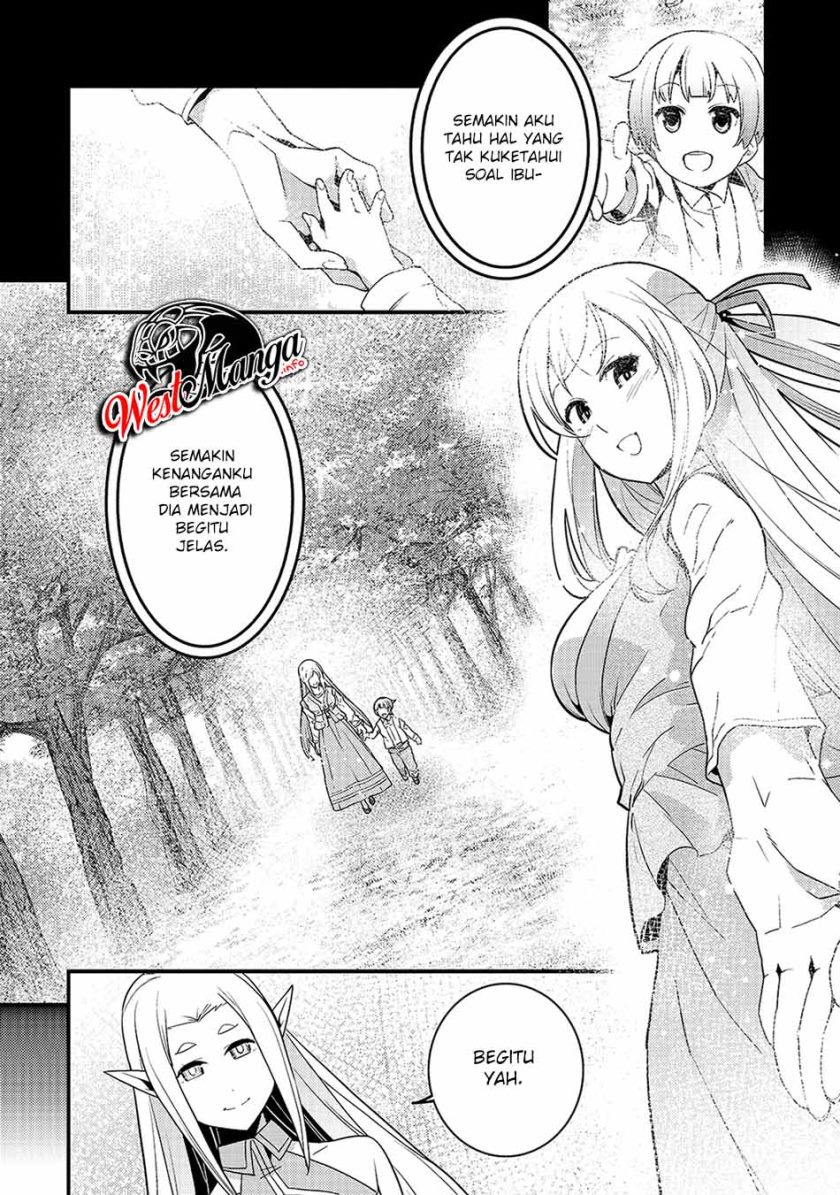 SEMAKIN AKU
TAHU HAL YANG
TAK KUKETAHUI
SOAL IBU-
WestManga
.info
SEMAKIN
KENANGANKU
BERSAMA
DIA MENJADI
BEGITU
JELAS.
BEGITU
YAH.